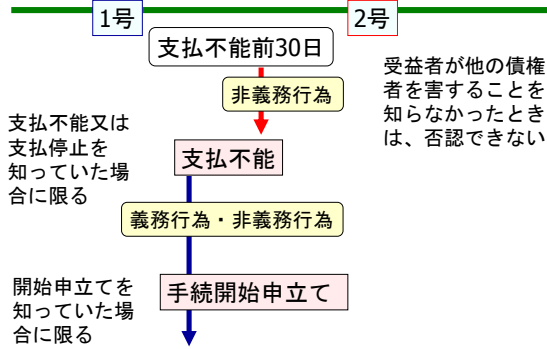 1号
2号
支払不能前30日
受益者が他の債権
者を害することを
知らなかったとき
は、否認できない
非義務行為
支払不能又は
支払停止を
知っていた場
合に限る
支払不能
義務行為・非義務行為
開始申立てを
知っていた場
合に限る
手続開始申立て